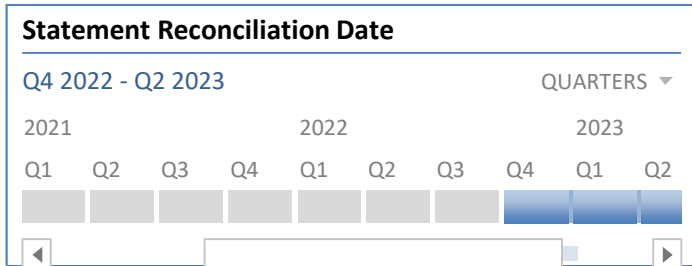 Statement Reconciliation Date
Q4 2022 - Q2 2023 QUARTERS
2021 2022 2023
Q1 Q2 Q3 Q4 Q1 Q2 Q3 Q4 Q1 Q2